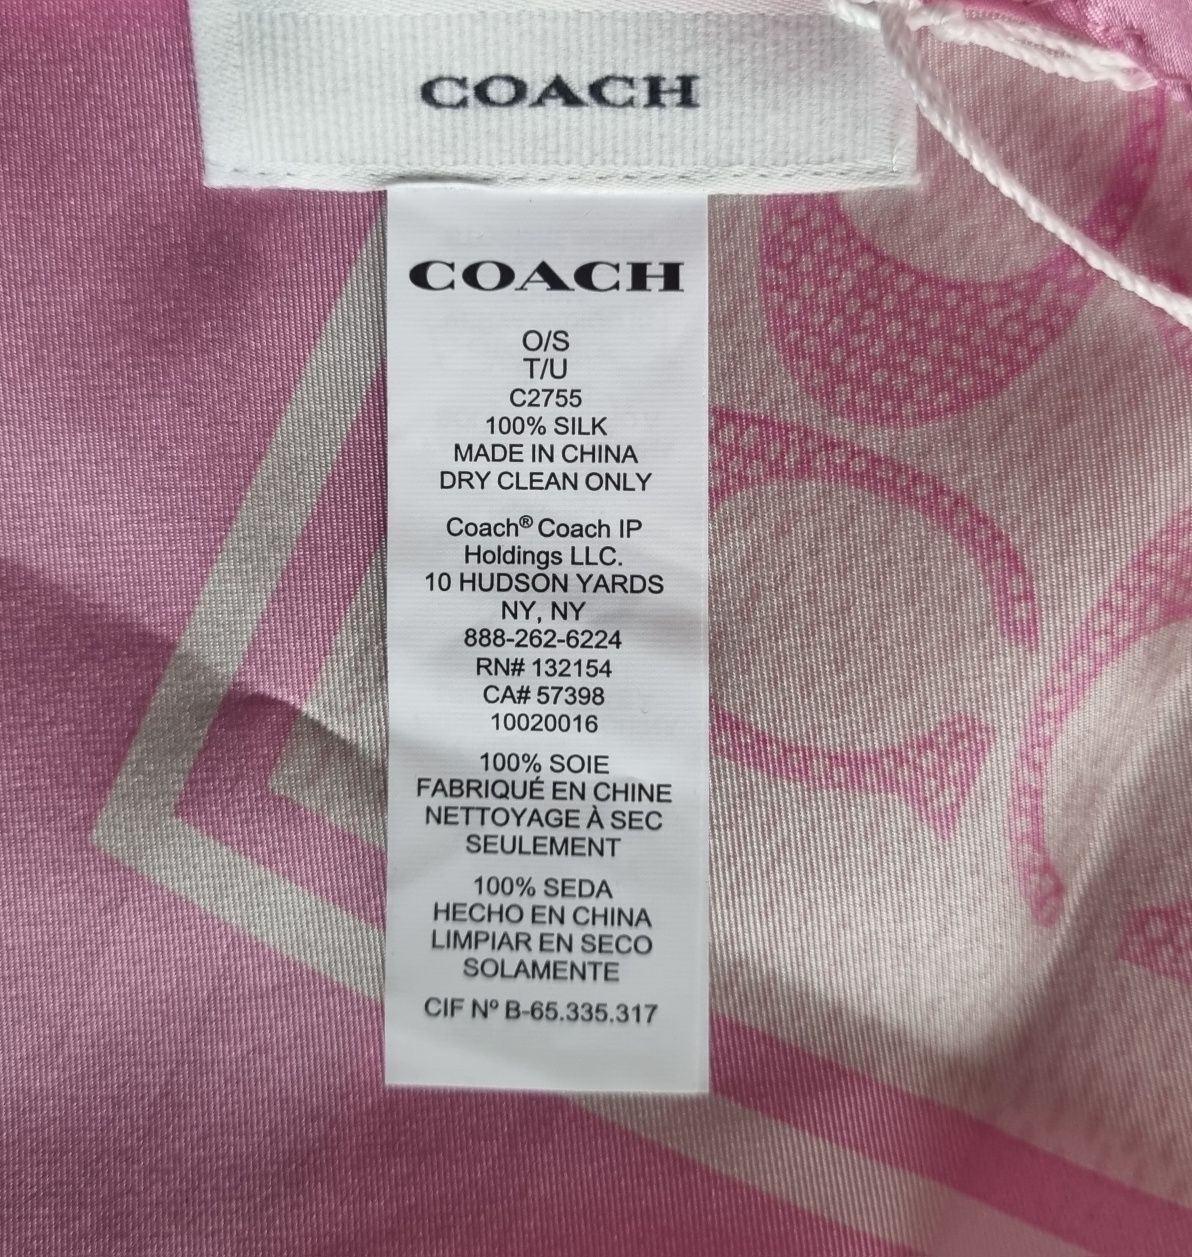 COACH
COACH
O/S
T/U
C2755
100% SILK
MADE IN CHINA
DRY CLEAN ONLY
Coach® Coach IP
Holdings LLC.
10 HUDSON YARDS
NY, NY
888-262-6224
RN# 132154
CA# 57398
10020016
100% SOIE
FABRIQUÉ EN CHINE
NETTOYAGE À SEC
SEULEMENT
100% SEDA
HECHO EN CHINA
LIMPIAR EN SECO
SOLAMENTE
CIF Nº B-65.335.317